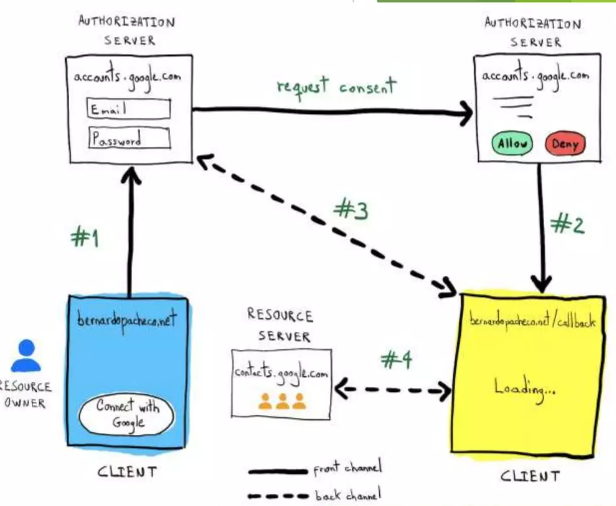 AUTHORIZATION
SERVER
accounts.google.com
Email
Password
request consent
AUTHORIZATION
SERVER
accounts.google.com
Allow
Deny
#1
#3
#2
bernardopacheco.net
Connect with
Google
RESOURCE
OWNER
CLIENT
RESOURCE
SERVER
contacts.google.com
#4
bernardopacheco.net/callback
Loading...
CLIENT
front channel
back channel